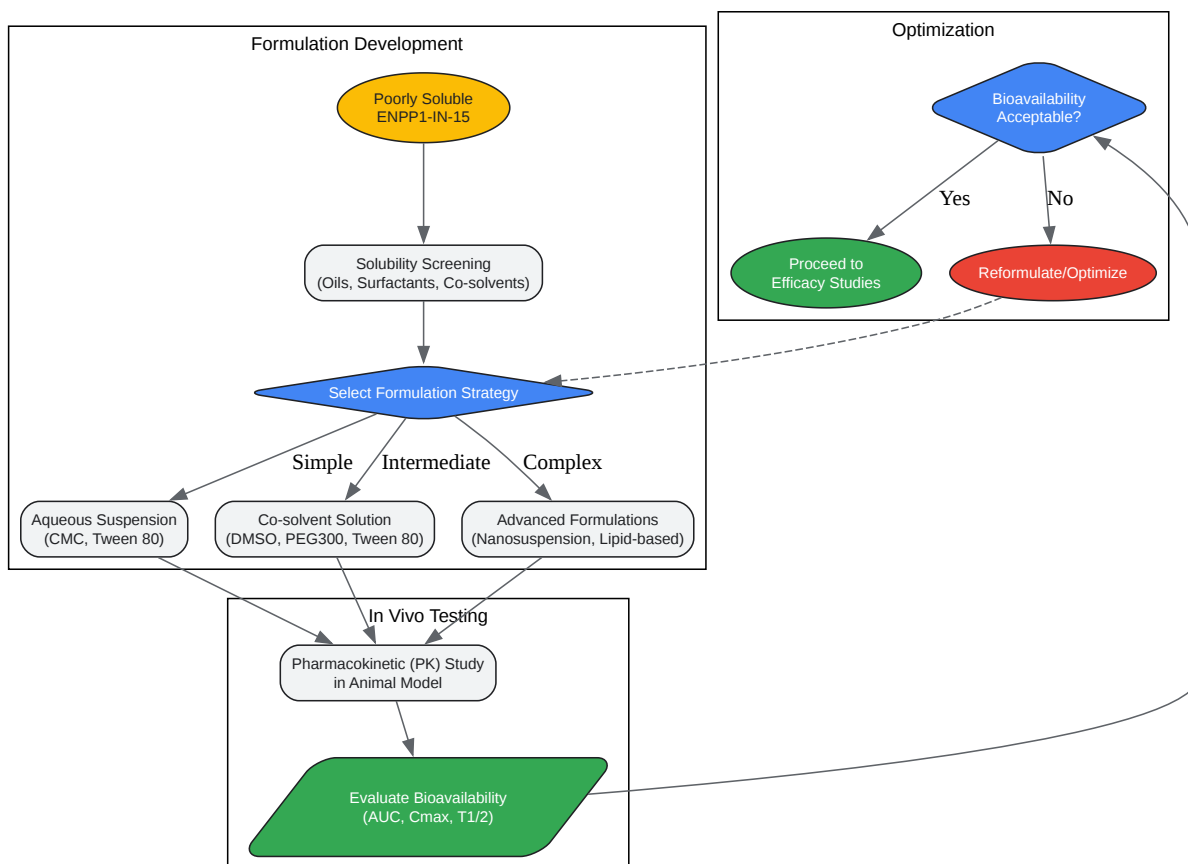 Formulation Development
Poorly Soluble
ENPP1-IN-15
Solubility Screening
(Oils, Surfactants, Co-solvents)
Select Formulation Strategy
Simple
Intermediate
Complex
Aqueous Suspension
(CMC, Tween 80)
Co-solvent Solution
(DMSO, PEG300, Tween 80)
Advanced Formulations
(Nanosuspension, Lipid-based)
In Vivo Testing
Pharmacokinetic (PK) Study
in Animal Model
Evaluate Bioavailability
(AUC, Cmax, T1/2)
Optimization
Bioavailability
Acceptable?
Yes
No
Proceed to
Efficacy Studies
Reformulate/Optimize